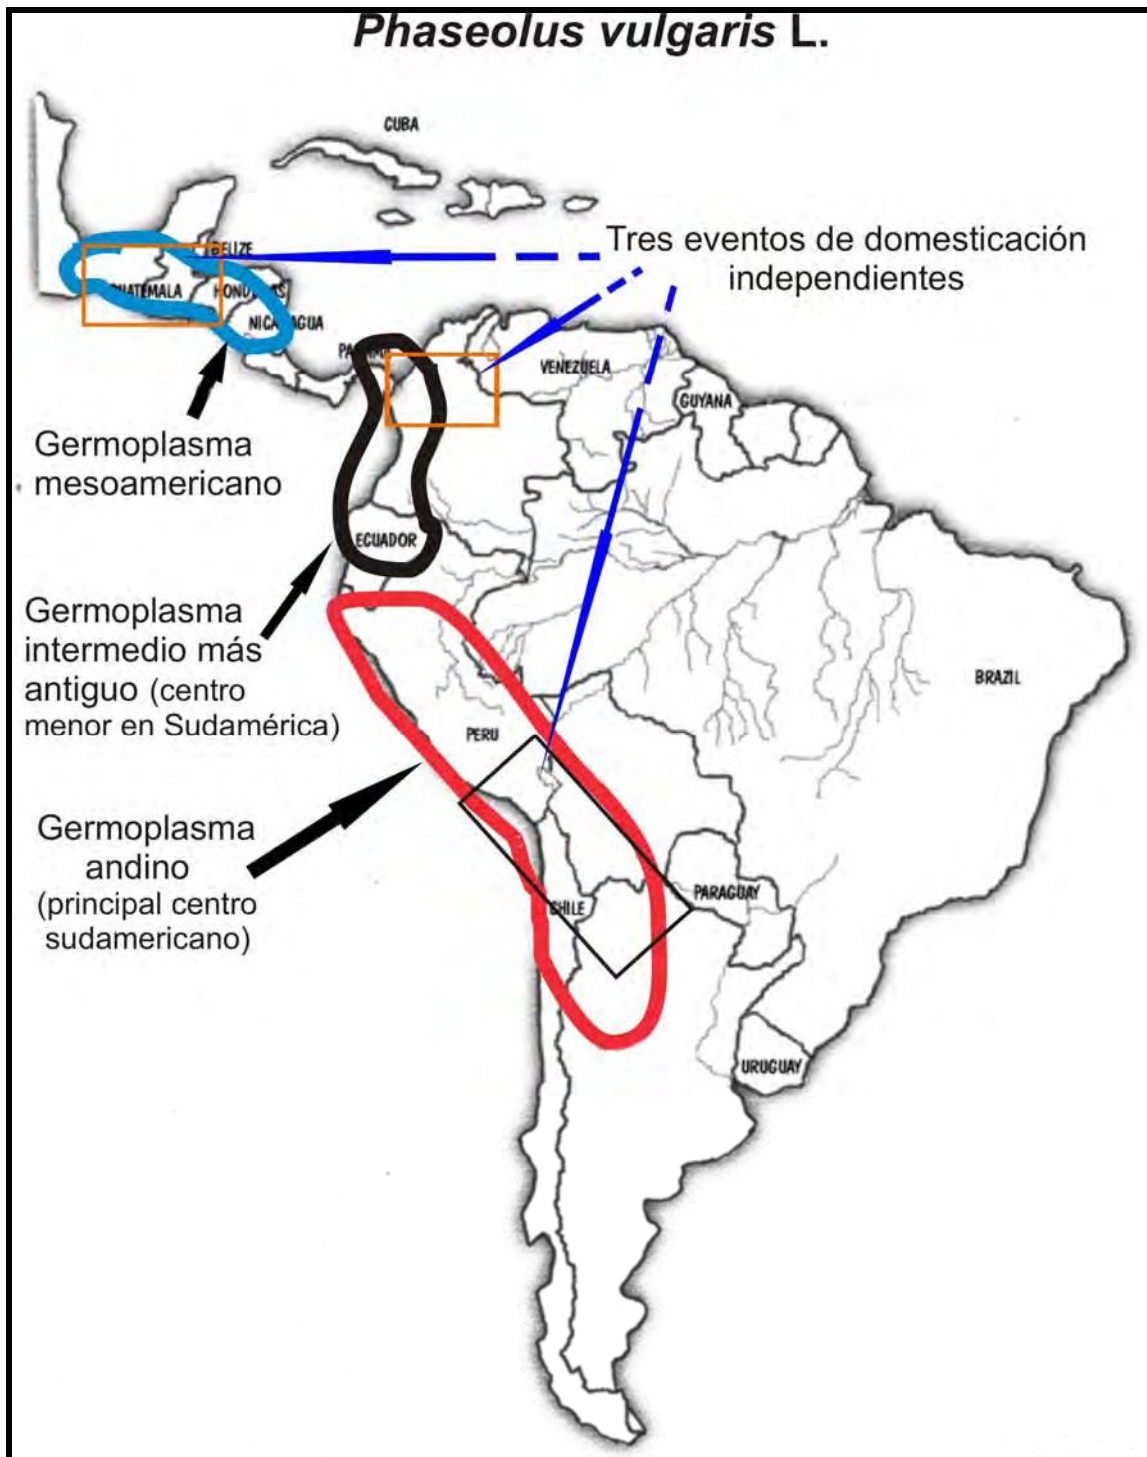 Phaseolus vulgaris L.
CUBA
Tres eventos de domesticación
independientes
BELIZE
GUATEMALA
HONDURAS
NICARAGUA
VENEZUELA
GUYANA
Germoplasma
mesoamericano
ECUADOR
Germoplasma
intermedio más
antiguo (centro
menor en Sudamérica)
BRAZIL
PERU
Germoplasma
andino
(principal centro
sudamericano)
CHILE
PARAGUAY
URUGUAY